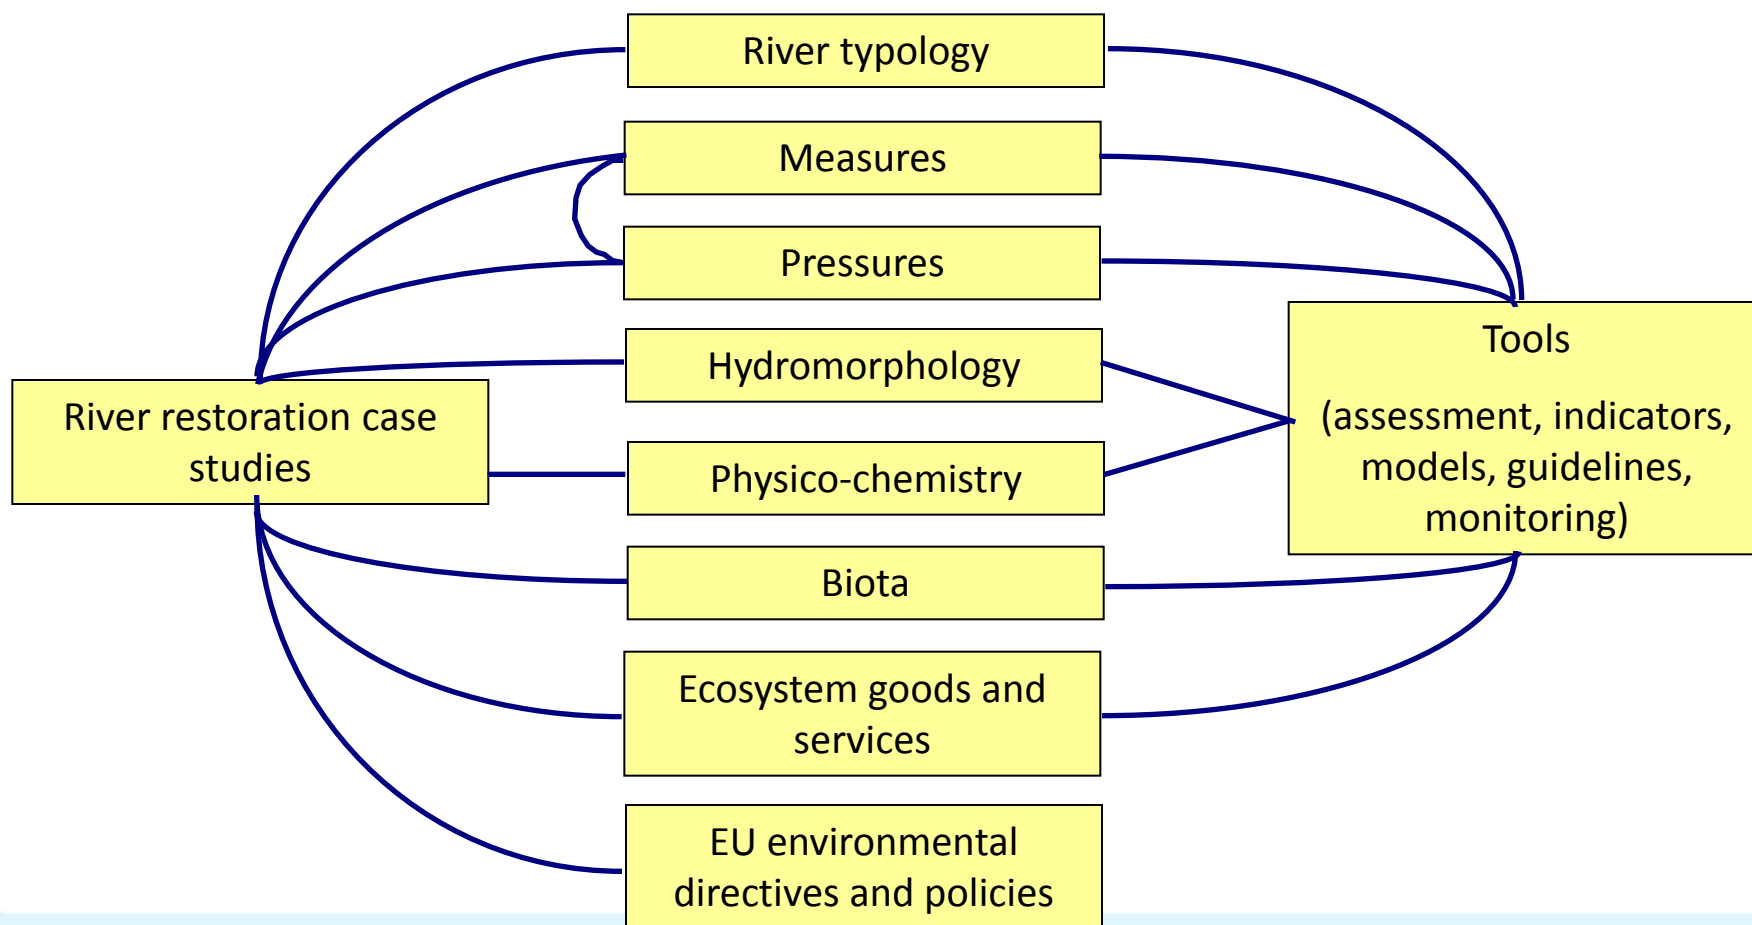 River typology
Measures
Pressures
Hydromorphology
Physico-chemistry
Biota
Ecosystem goods and
services
EU environmental
directives and policies
River restoration case
studies
Tools
(assessment, indicators,
models, guidelines,
monitoring)